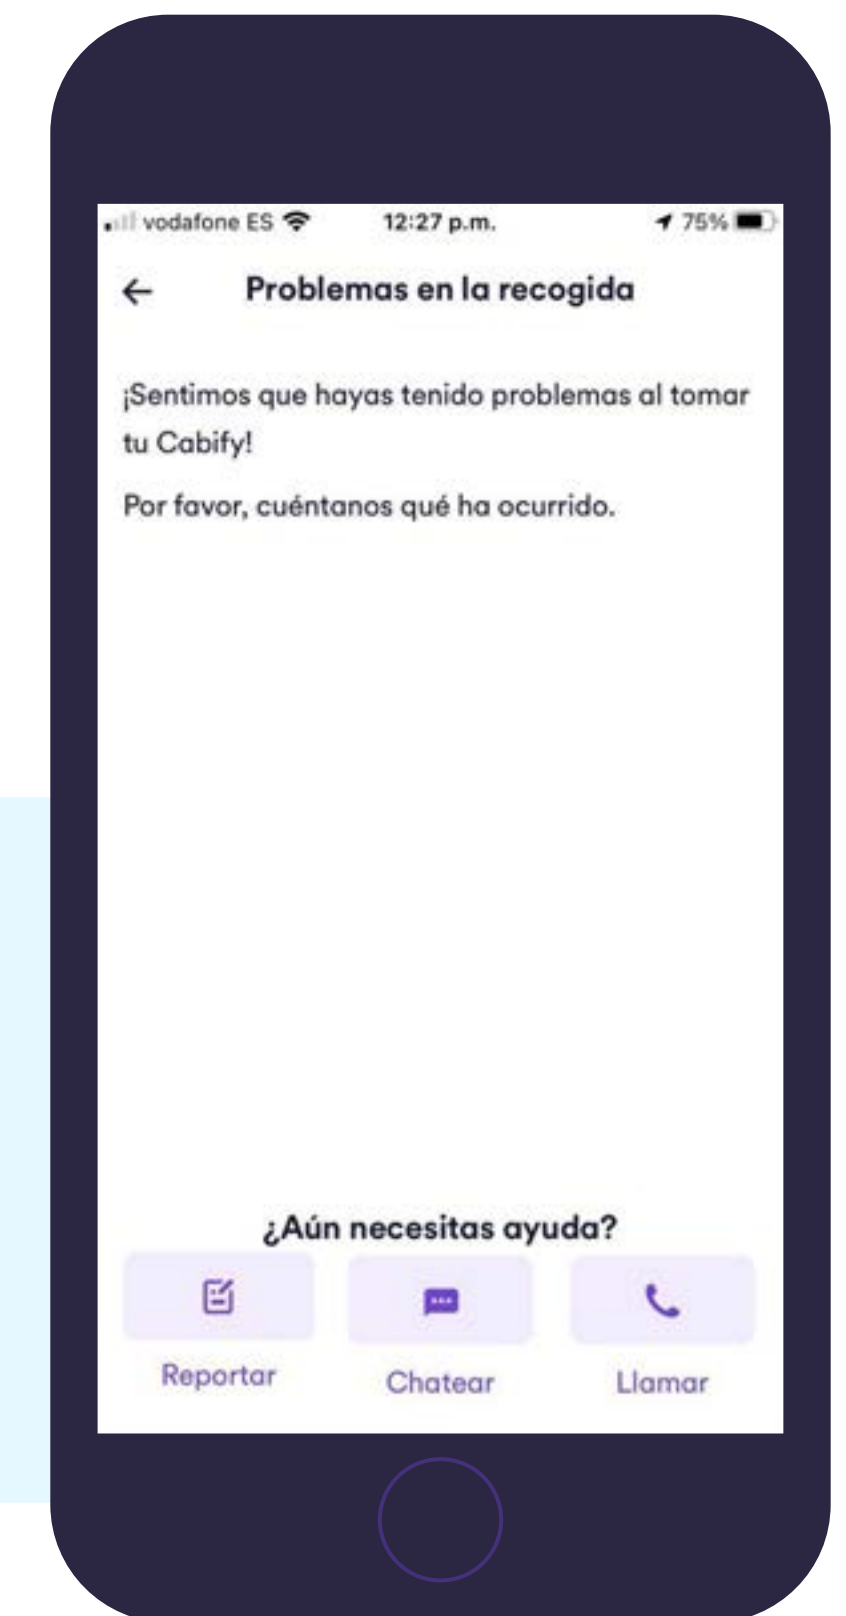 vodafone ES 12:27 p.m. 75%
Problemas en la recogida
¡Sentimos que hayas tenido problemas al tomar
tu Cabify!
Por favor, cuéntanos qué ha ocurrido.
¿Aún necesitas ayuda?
Reportar Chatear Llamar